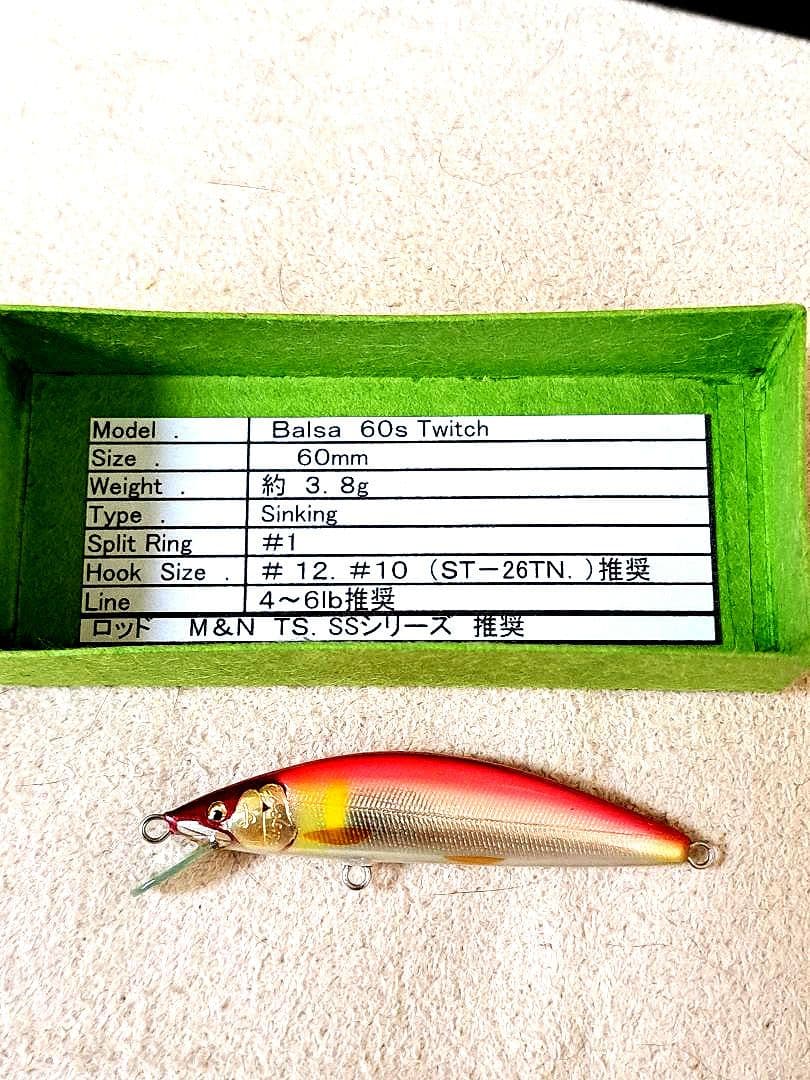 Model . Balsa 60s Twitch
Size . 60mm
Weight . 約 3.8g
Type . Sinking
Split Ring #1
Hook Size . # 12. #10 (ST-26TN.)推奨
Line 4~6lb推奨
ロッド M&N TS. SSシリーズ 推奨